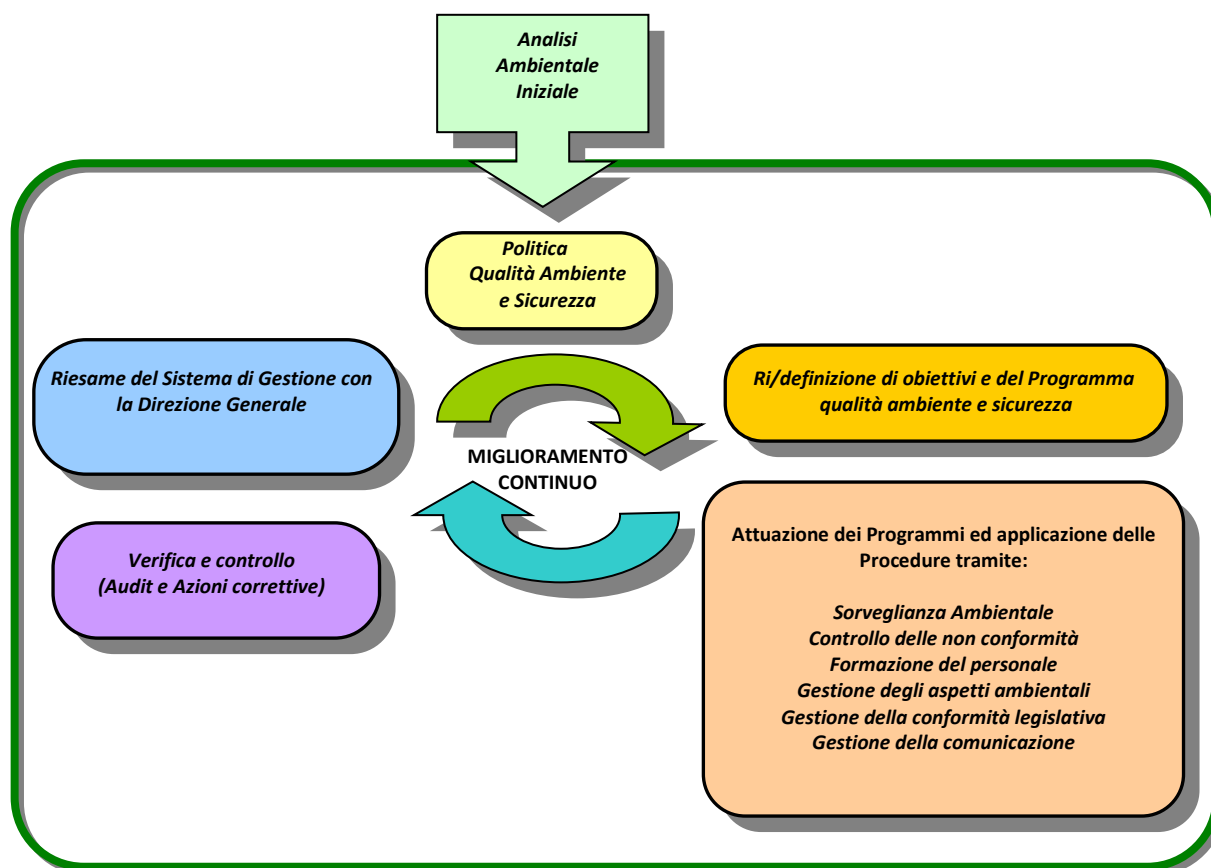 Analisi
Ambientale
Iniziale
Politica
Qualità Ambiente
e Sicurezza
Riesame del Sistema di Gestione con
la Direzione Generale
Ri/definizione di obiettivi e del Programma
qualità ambiente e sicurezza
MIGLIORAMENTO
CONTINUO
Verifica e controllo
(Audit e Azioni correttive)
Attuazione dei Programmi ed applicazione delle
Procedure tramite:
Sorveglianza Ambientale
Controllo delle non conformità
Formazione del personale
Gestione degli aspetti ambientali
Gestione della conformità legislativa
Gestione della comunicazione